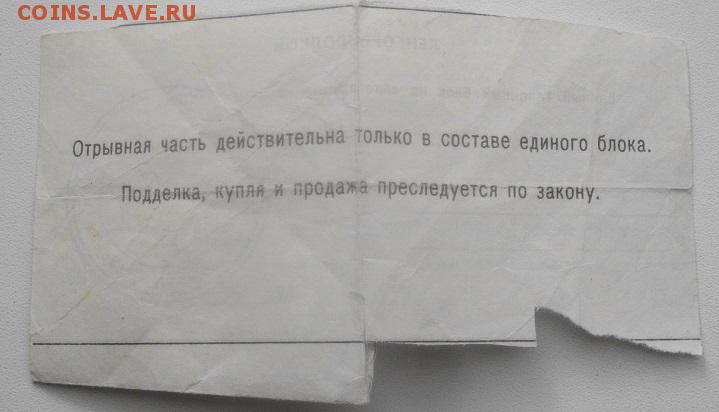 COINS.LAVE.RU
Отрывная часть действительна только в составе единого блока.
Подделка, купля и продажа преследуется по закону.